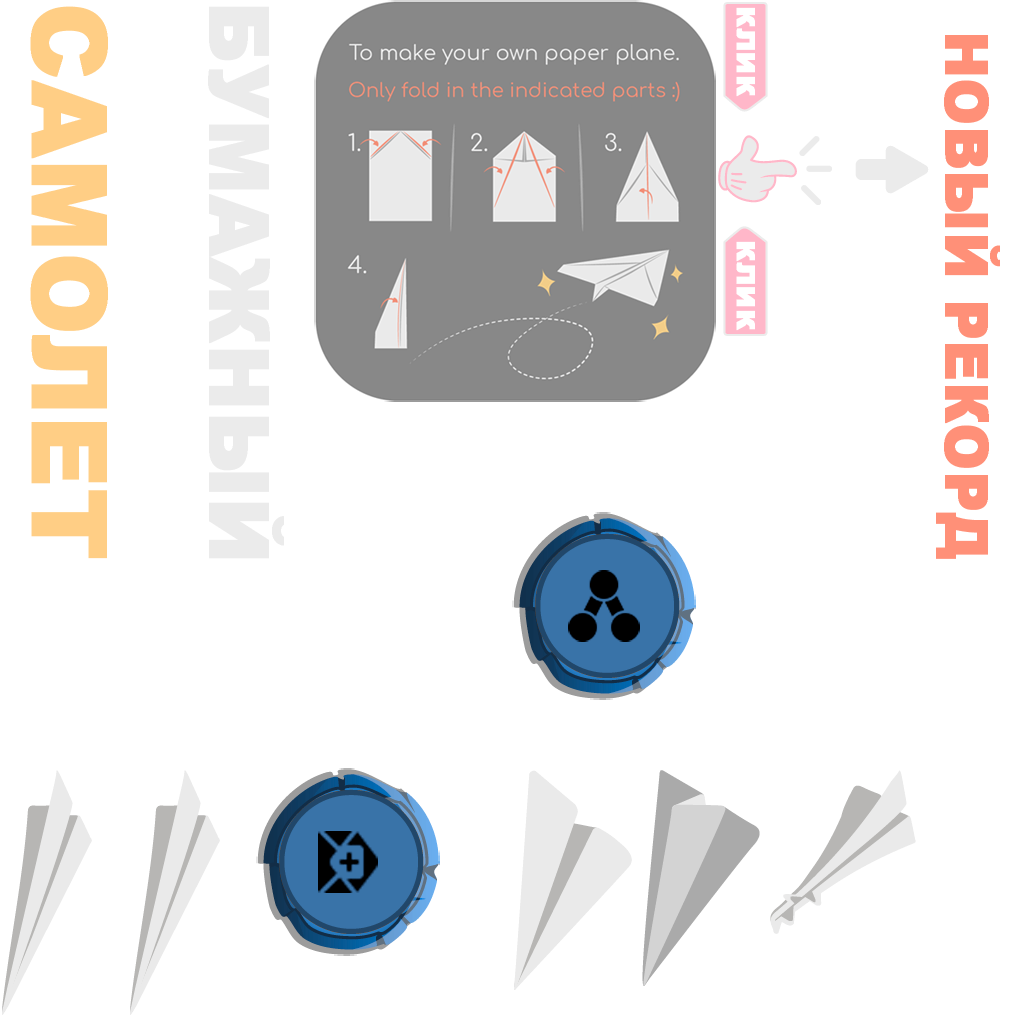 САМОЛЕТ
БУМАЖНЫЙ
To make your own paper plane.
Only fold in the indicated parts :)
1.
2.
3.
4.
КЛИК
КЛИК
НОВЫЙ РЕКОРД